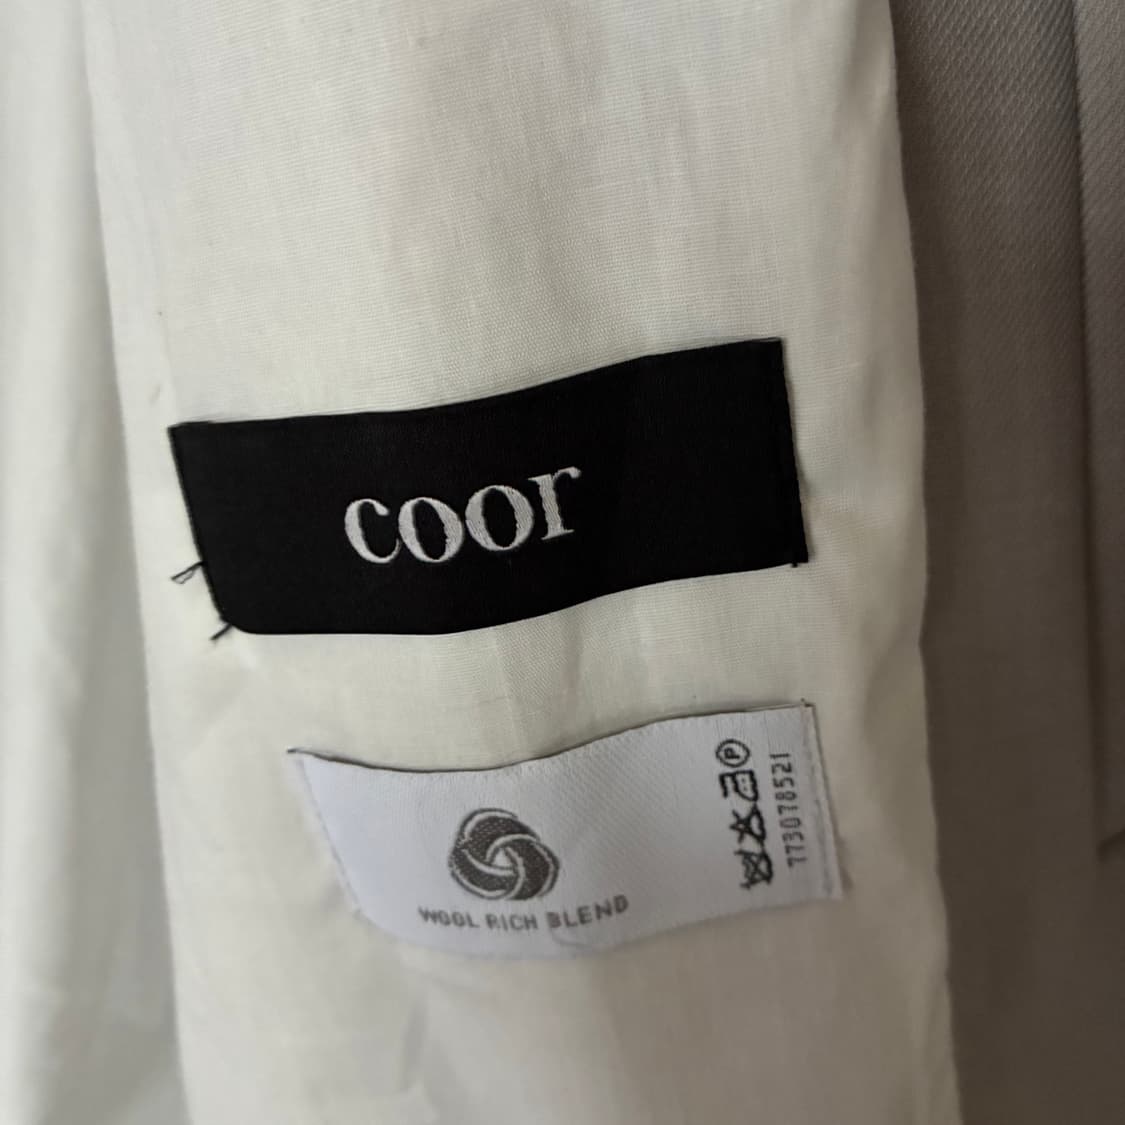 coor
WOOL RICH BLEND
P
773078521